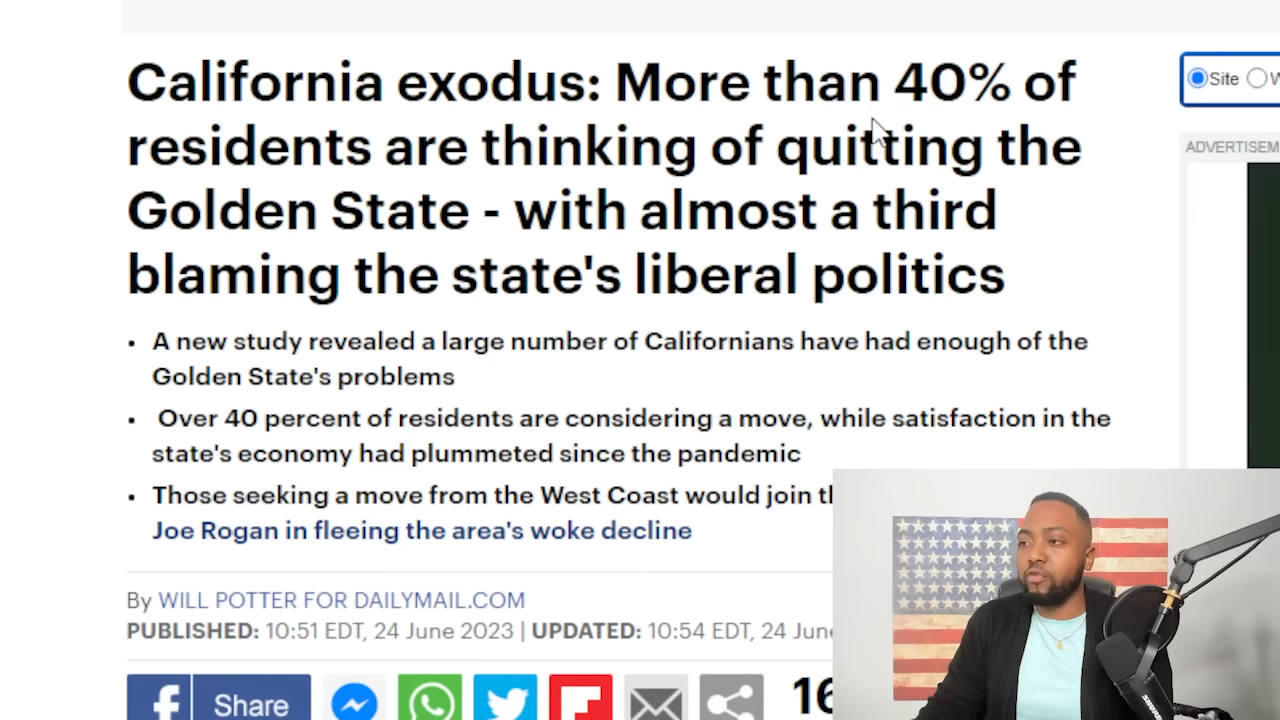 California exodus: More than 40% of
residents are thinking of quitting the
Golden State - with almost a third
blaming the state's liberal politics
• A new study revealed a large number of Californians have had enough of the
Golden State's problems
• Over 40 percent of residents are considering a move, while satisfaction in the
state's economy had plummeted since the pandemic
• Those seeking a move from the West Coast would join
Joe Rogan in fleeing the area's woke decline
By WILL POTTER FOR DAILYMAIL.COM
PUBLISHED: 10:51 EDT, 24 June 2023 | UPDATED: 10:54 EDT, 24
Share
16
Site
ADVERTISEM